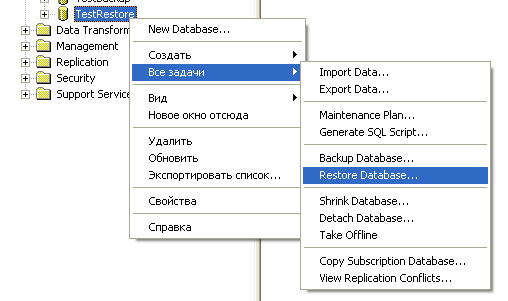 TestRestore
Data Transform
Management
Replication
Security
Support Service
New Database...
Создать
Все задачи
Вид
Новое окно отсюда
Удалить
Обновить
Экспортировать список...
Свойства
Справка
Import Data...
Export Data...
Maintenance Plan...
Generate SQL Script...
Backup Database...
Restore Database...
Shrink Database...
Detach Database...
Take Offline
Copy Subscription Database...
View Replication Conflicts...